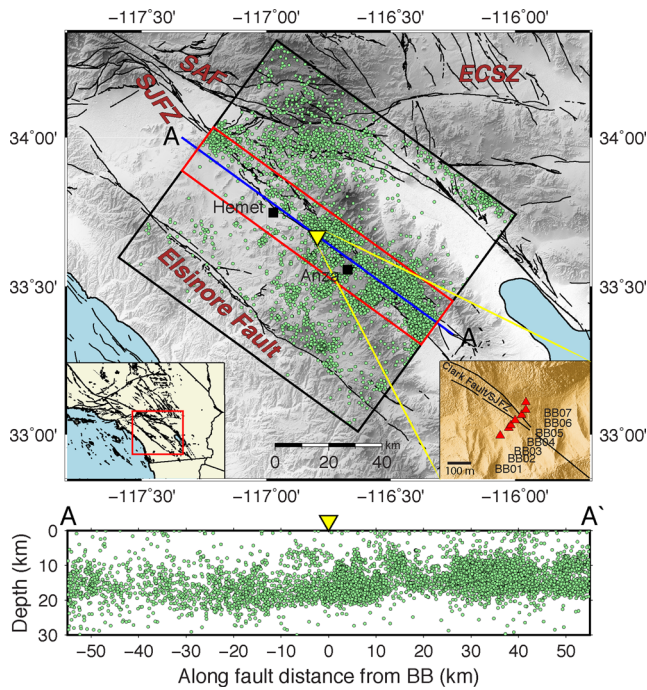 −117°30'
−117°00'
−116°30'
−116°00'
SAF
ECSZ
SJFZ
34°00'
34°00'
A
Hemet
33°30'
33°30'
Anza
Elsinore Fault
A`
33°00'
33°00'
Clark Fault/SJFZ
BB07
BB06
BB05
BB04
BB03
BB02
BB01
100 m
km
0
20
40
−117°30'
−117°00'
−116°30'
−116°00'
A
A`
Depth (km)
0
10
20
30
−50
−40
−30
−20
−10
0
10
20
30
40
50
Along fault distance from BB (km)